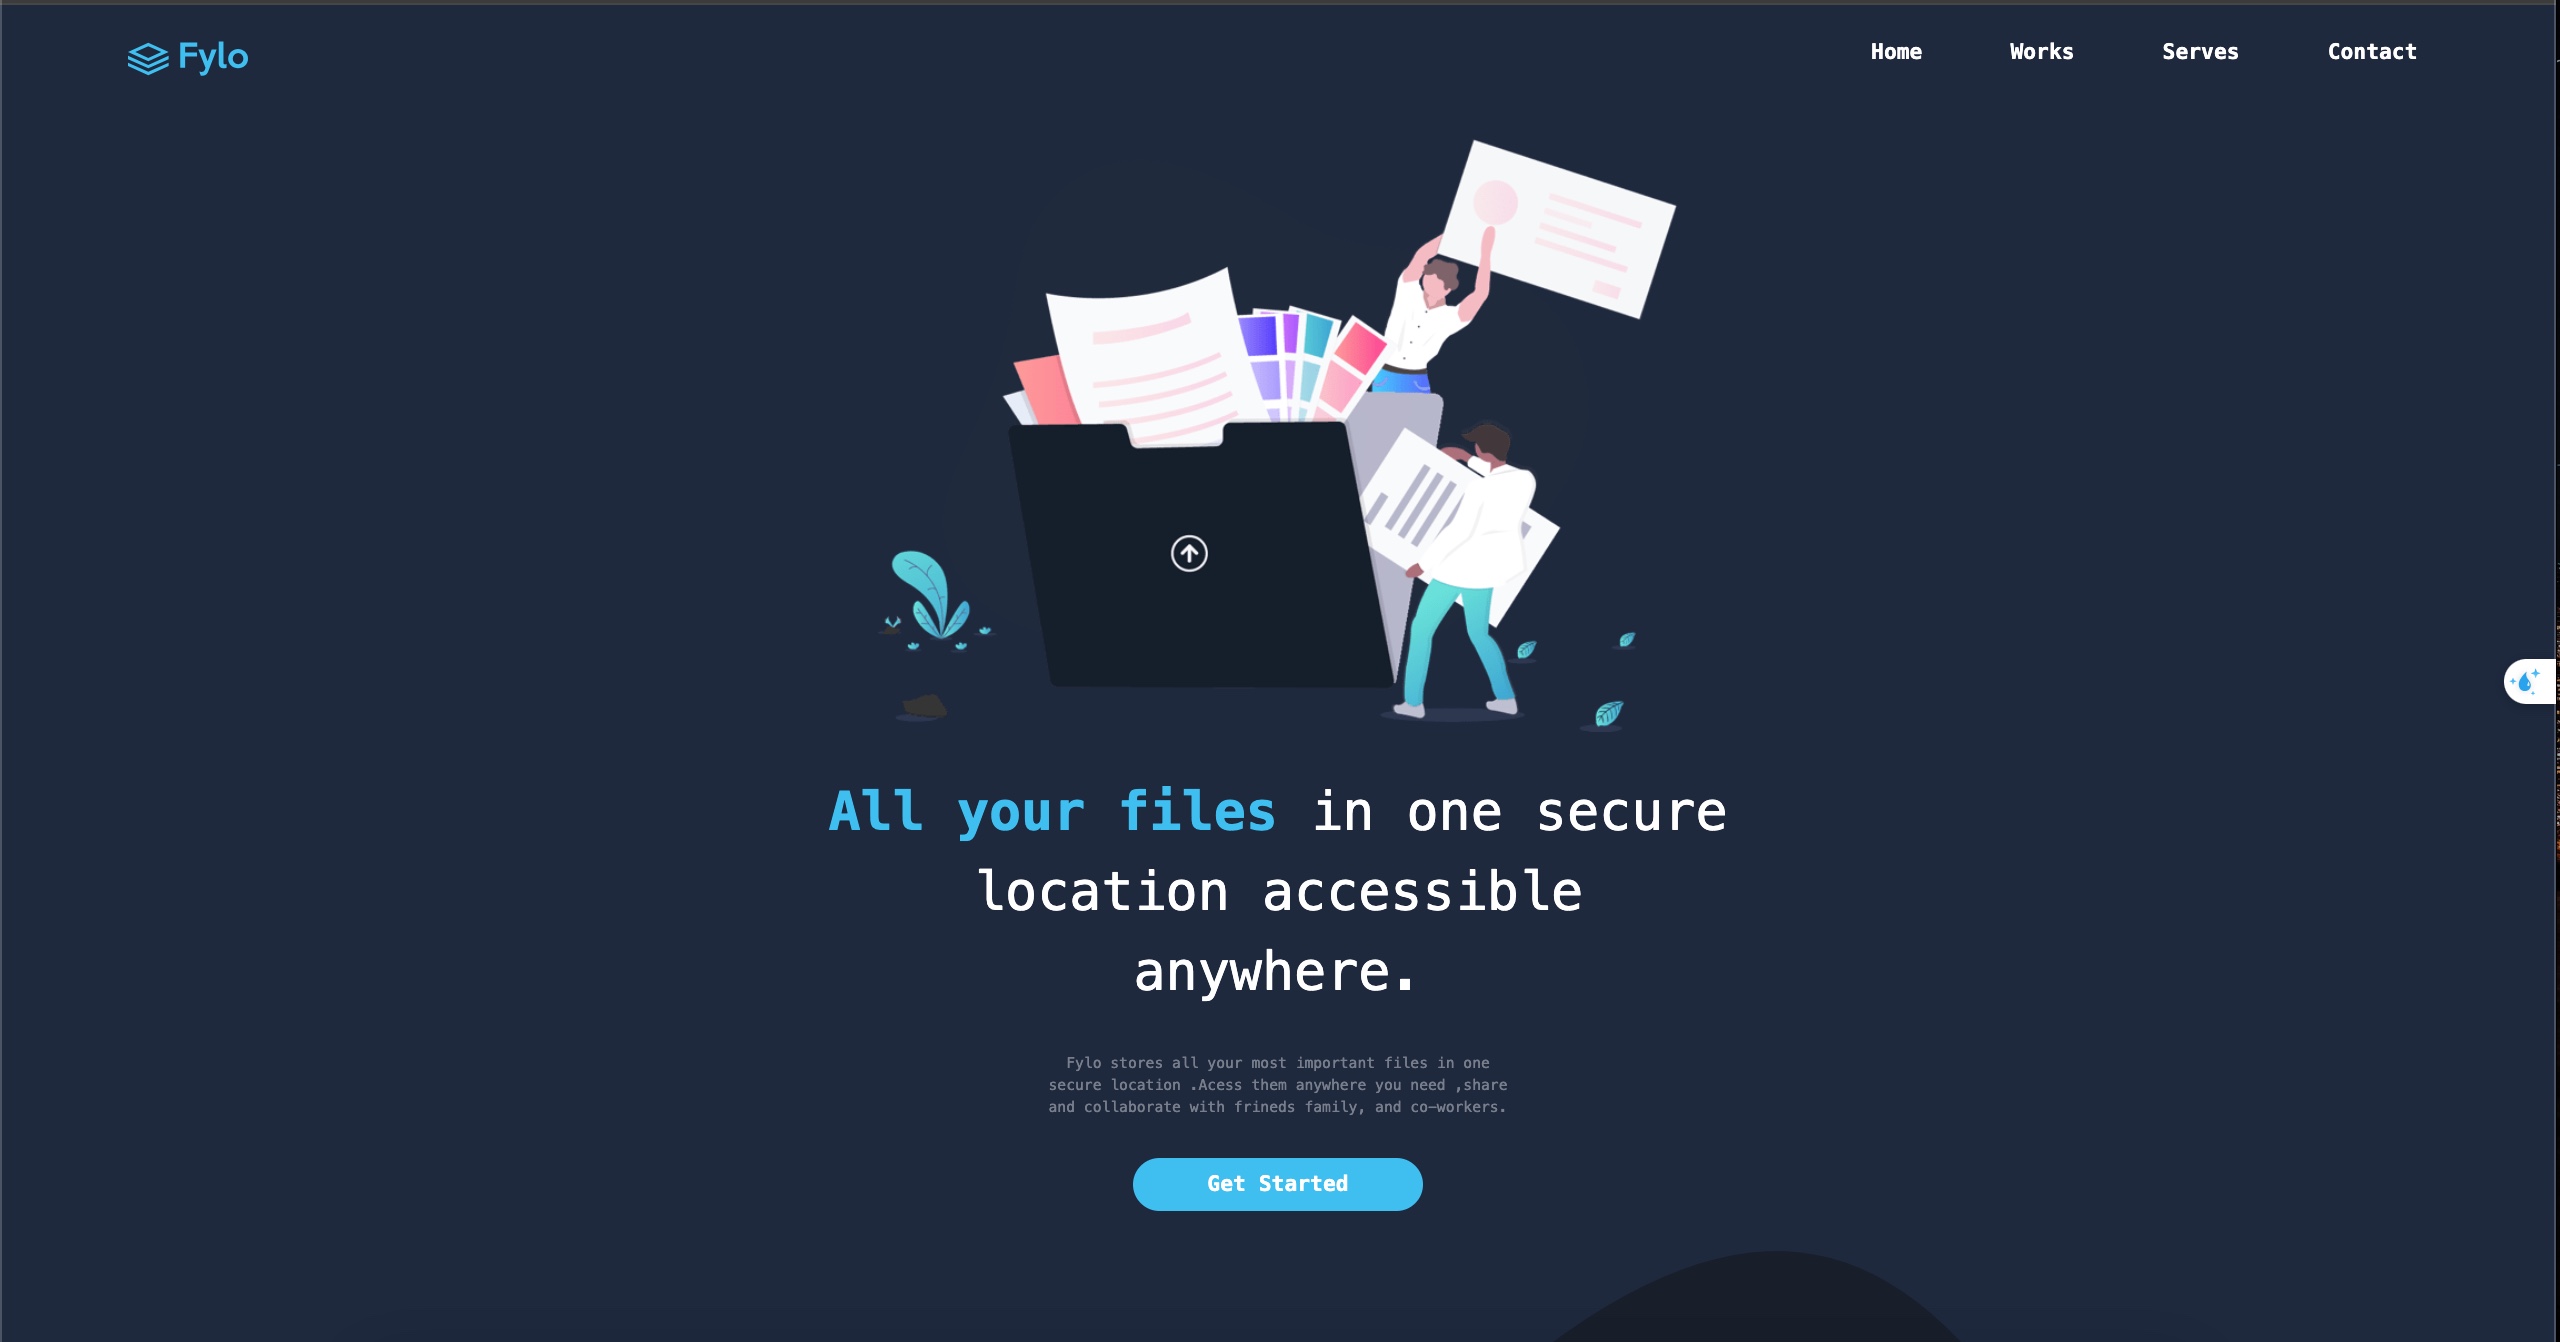 Fylo
Home Works Serves Contact
All your files in one secure
location accessible
anywhere.
Fylo stores all your most important files in one
secure location .Acess them anywhere you need ,share
and collaborate with frineds family, and co-workers.
Get Started